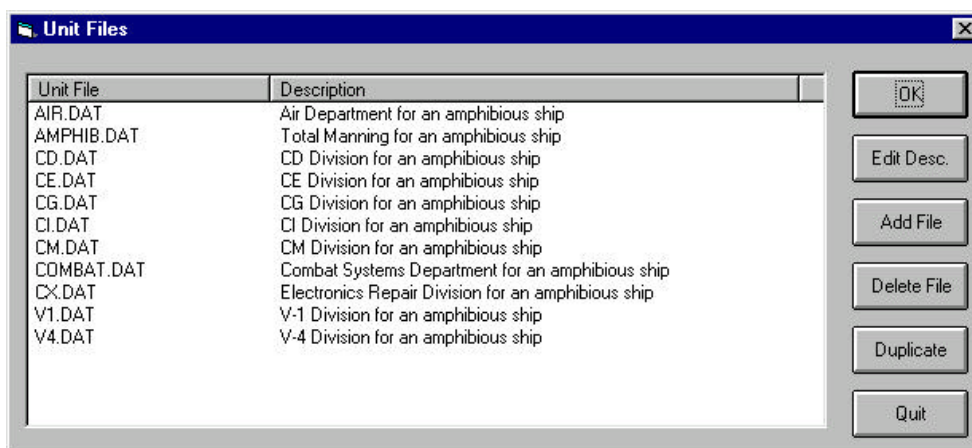 Unit Files
Unit File Description
AIR.DAT Air Department for an amphibious ship
AMPHIB.DAT Total Manning for an amphibious ship
CD.DAT CD Division for an amphibious ship
CE.DAT CE Division for an amphibious ship
CG.DAT CG Division for an amphibious ship
CI.DAT CI Division for an amphibious ship
CM.DAT CM Division for an amphibious ship
COMBAT.DAT Combat Systems Department for an amphibious ship
CX.DAT Electronics Repair Division for an amphibious ship
V1.DAT V-1 Division for an amphibious ship
V4.DAT V-4 Division for an amphibious ship
OK
Edit Desc.
Add File
Delete File
Duplicate
Quit